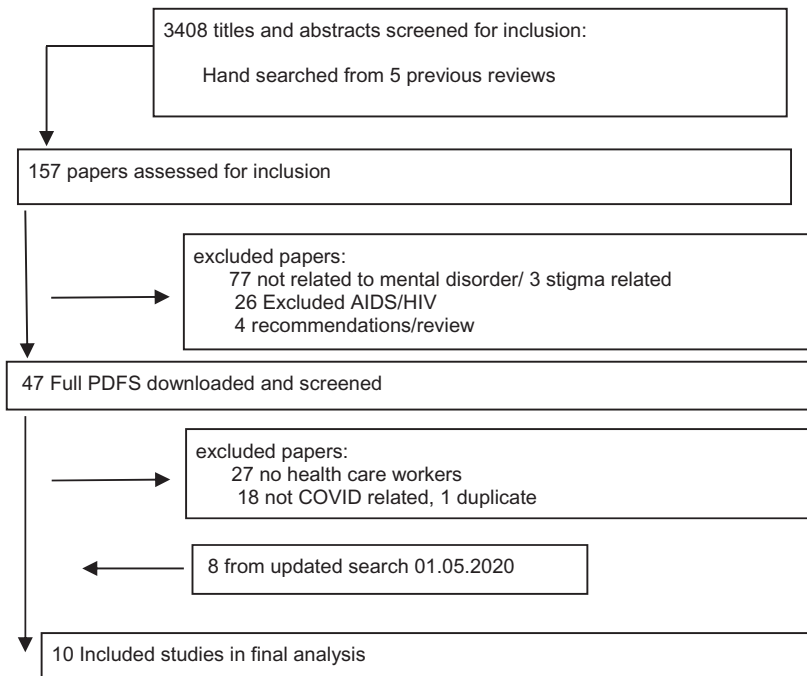 3408 titles and abstracts screened for inclusion:
Hand searched from 5 previous reviews
157 papers assessed for inclusion
excluded papers:
77 not related to mental disorder/ 3 stigma related
26 Excluded AIDS/HIV
4 recommendations/review
47 Full PDFS downloaded and screened
excluded papers:
27 no health care workers
18 not COVID related, 1 duplicate
8 from updated search 01.05.2020
10 Included studies in final analysis